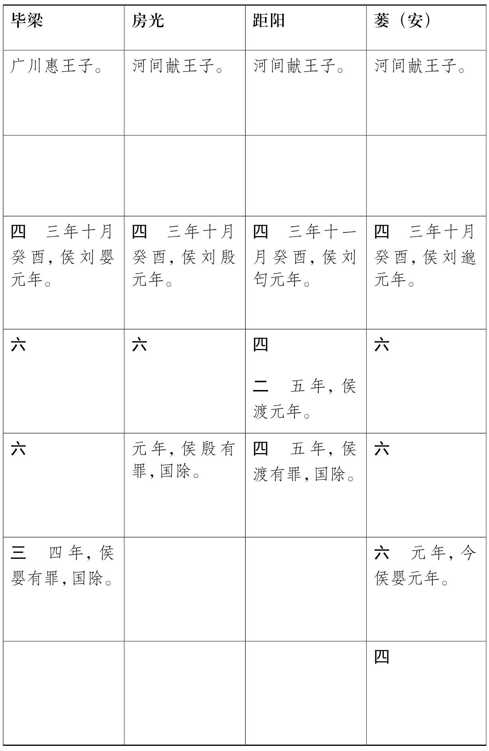 毕梁 房光 距阳 蒌（安）
广川惠王子。 河间献王子。 河间献王子。 河间献王子。
四 三年十月 四 三年十月 四 三年十一 四 三年十月
癸酉，侯刘婴 癸酉，侯刘殷 月癸酉，侯刘 癸酉，侯刘邈
元年。 元年。 匄元年。 元年。
六 六 四 六
二 五年，侯
渡元年。
六 元年，侯殷有 四 五年，侯 六
罪，国除。 渡有罪，国除。
三 四年，侯 六 元年，今
婴有罪，国除。 侯婴元年。
四